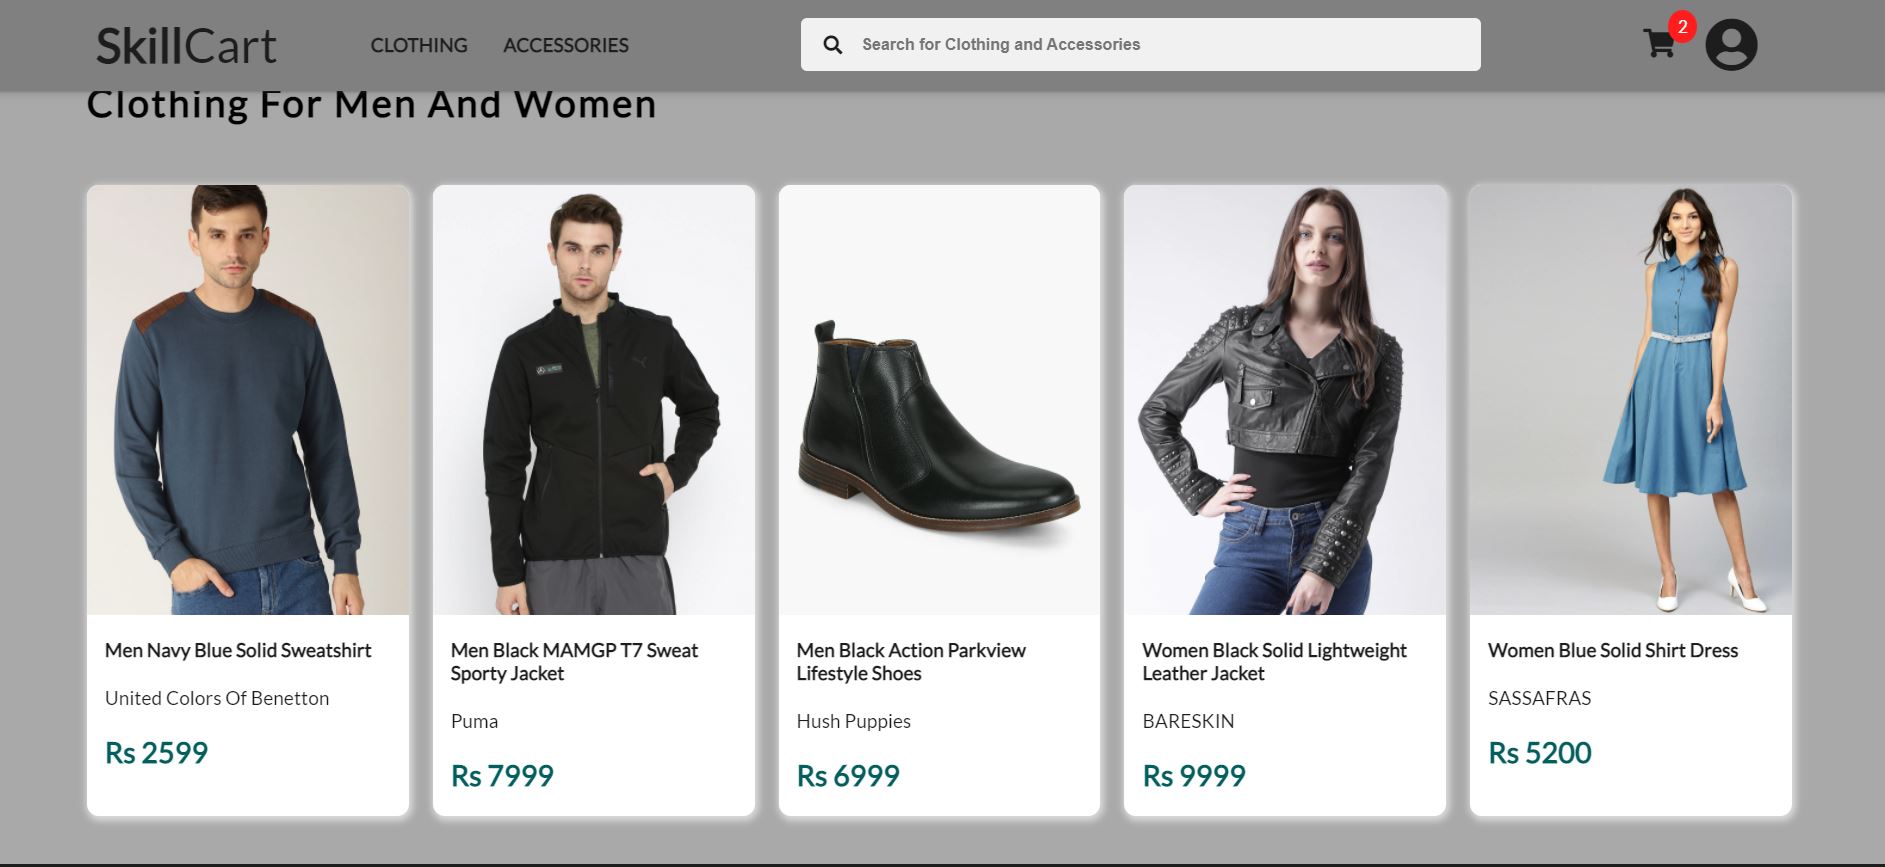 SkillCart
CLOTHING
ACCESSORIES
Search for Clothing and Accessories
2
Clothing For Men And Women
Men Navy Blue Solid Sweatshirt
United Colors Of Benetton
Rs 2599
Men Black MAMGP T7 Sweat
Sporty Jacket
Puma
Rs 7999
Men Black Action Parkview
Lifestyle Shoes
Hush Puppies
Rs 6999
Women Black Solid Lightweight
Leather Jacket
BARESKIN
Rs 9999
Women Blue Solid Shirt Dress
SASSAFRAS
Rs 5200